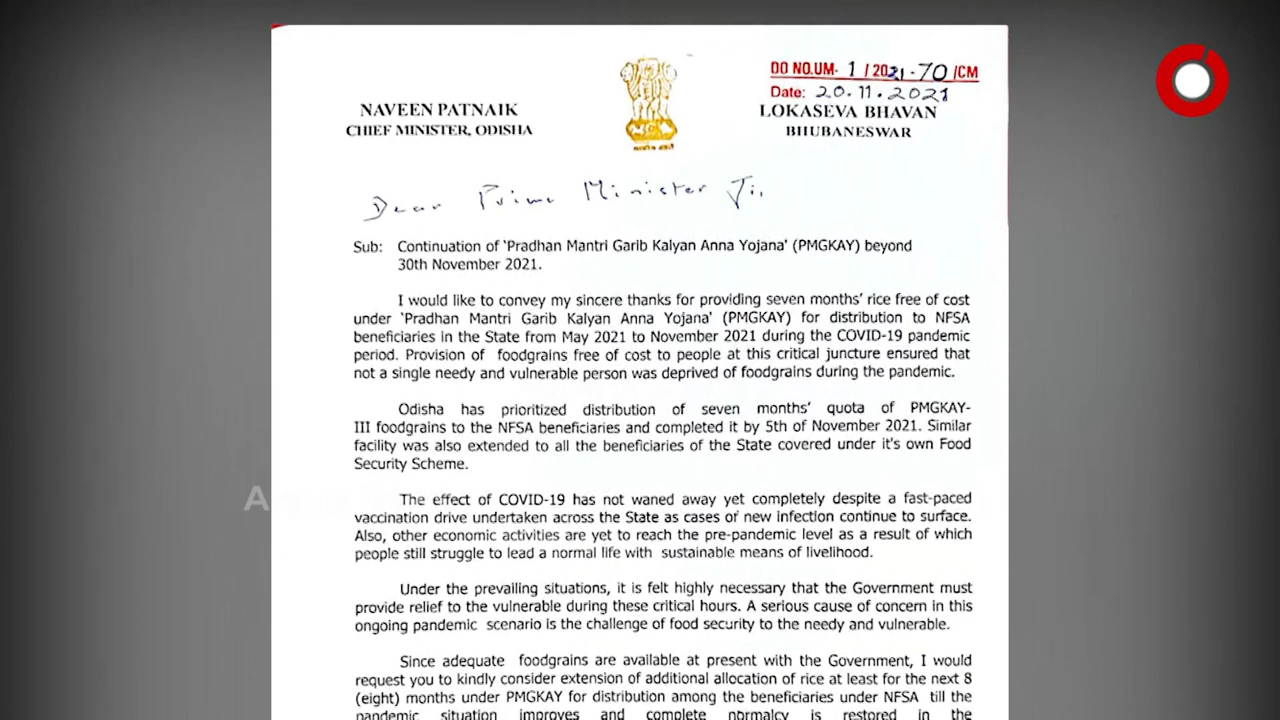 DO NO.UM- 1 / 2021-70 /CM
Date: 20.11.2021
NAVEEN PATNAIK
CHIEF MINISTER, ODISHA
LOKASEVA BHAVAN
BHUBANESWAR
Dear Prime Minister Ji,
Sub: Continuation of 'Pradhan Mantri Garib Kalyan Anna Yojana' (PMGKAY) beyond
30th November 2021.
I would like to convey my sincere thanks for providing seven months' rice free of cost
under 'Pradhan Mantri Garib Kalyan Anna Yojana' (PMGKAY) for distribution to NFSA
beneficiaries in the State from May 2021 to November 2021 during the COVID-19 pandemic
period. Provision of foodgrains free of cost to people at this critical juncture ensured that
not a single needy and vulnerable person was deprived of foodgrains during the pandemic.
Odisha has prioritized distribution of seven months' quota of PMGKAY-
III foodgrains to the NFSA beneficiaries and completed it by 5th of November 2021. Similar
facility was also extended to all the beneficiaries of the State covered under it's own Food
Security Scheme.
The effect of COVID-19 has not waned away yet completely despite a fast-paced
vaccination drive undertaken across the State as cases of new infection continue to surface.
Also, other economic activities are yet to reach the pre-pandemic level as a result of which
people still struggle to lead a normal life with sustainable means of livelihood.
Under the prevailing situations, it is felt highly necessary that the Government must
provide relief to the vulnerable during these critical hours. A serious cause of concern in this
ongoing pandemic scenario is the challenge of food security to the needy and vulnerable.
Since adequate foodgrains are available at present with the Government, I would
request you to kindly consider extension of additional allocation of rice at least for the next 8
(eight) months under PMGKAY for distribution among the beneficiaries under NFSA till the
pandemic situation improves and complete normalcy is restored in the